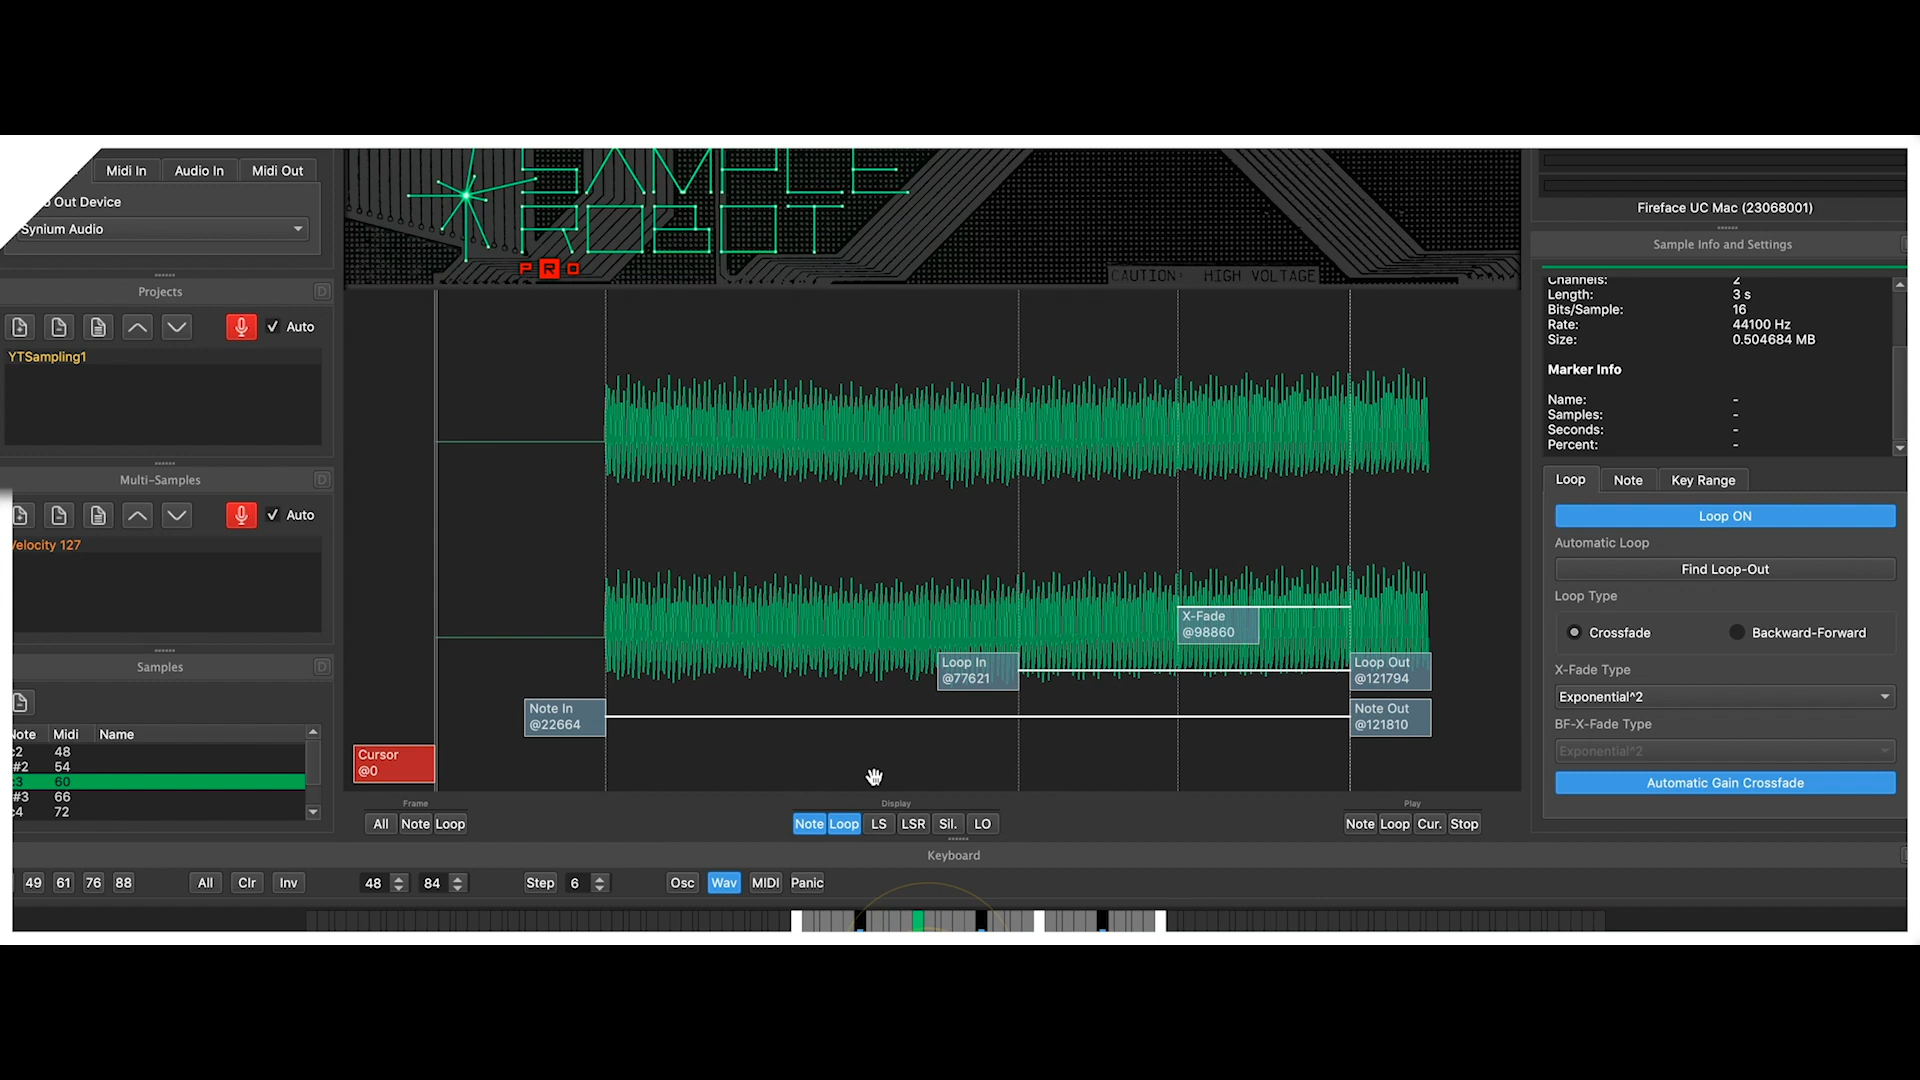 Midi In Audio In Midi Out
Out Device
Synium Audio
Projects
D
Auto
YTSampling1
Multi-Samples
D
Auto
Velocity 127
Samples
D
Midi Name
48
#2 54
60
#3 66
72
SAMPLE
ROBOT
PRO
CAUTION: HIGH VOLTAGE
X-Fade
@98860
Loop In
@77621
Loop Out
@121794
Note In
@22664
Note Out
@121810
Cursor
@0
Frame
All Note Loop
Display
Note Loop LS LSR Sil. LO
Play
Note Loop Cur. Stop
Fireface UC Mac (23068001)
Sample Info and Settings
Channels: 2
Length: 3 s
Bits/Sample: 16
Rate: 44100 Hz
Size: 0.504684 MB
Marker Info
Name: -
Samples: -
Seconds: -
Percent: -
Loop Note Key Range
Loop ON
Automatic Loop
Find Loop-Out
Loop Type
Crossfade Backward-Forward
X-Fade Type
Exponential^2
BF-X-Fade Type
Exponential^2
Automatic Gain Crossfade
Keyboard
49 61 76 88 All Clr Inv 48 84 Step 6 Osc Wav MIDI Panic